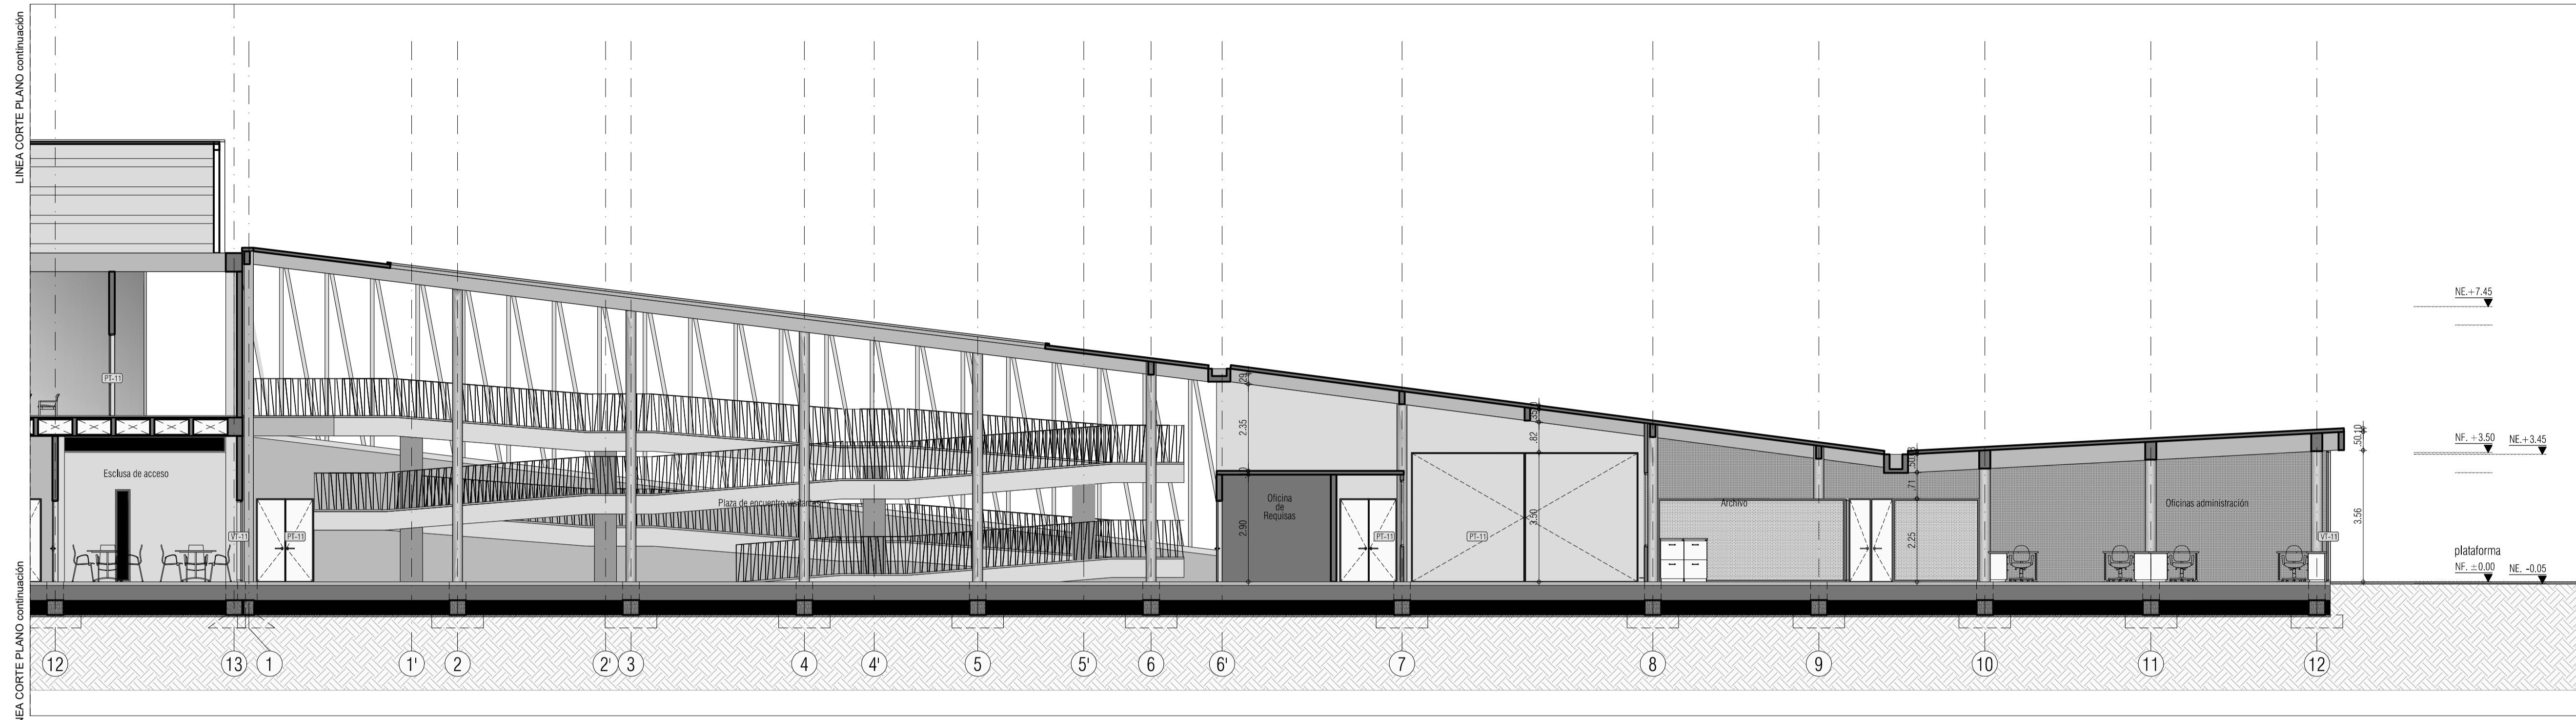 LINEA CORTE PLANO continuación
NE.+7.45
PT-11
.29
2.35
.82
NF. +3.50
NE.+3.45
.50
.10
Esclusa de acceso
Plaza de encuentro visitantes
Oficina
de
Requisas
Archivo
Oficinas administración
.71
3.50
2.90
2.25
3.56
VT-11
PT-11
PT-11
PT-11
VT-11
plataforma
NF. ±0.00
NE. -0.05
LINEA CORTE PLANO continuación
12
13
1
1'
2
2'
3
4
4'
5
5'
6
6'
7
8
9
10
11
12